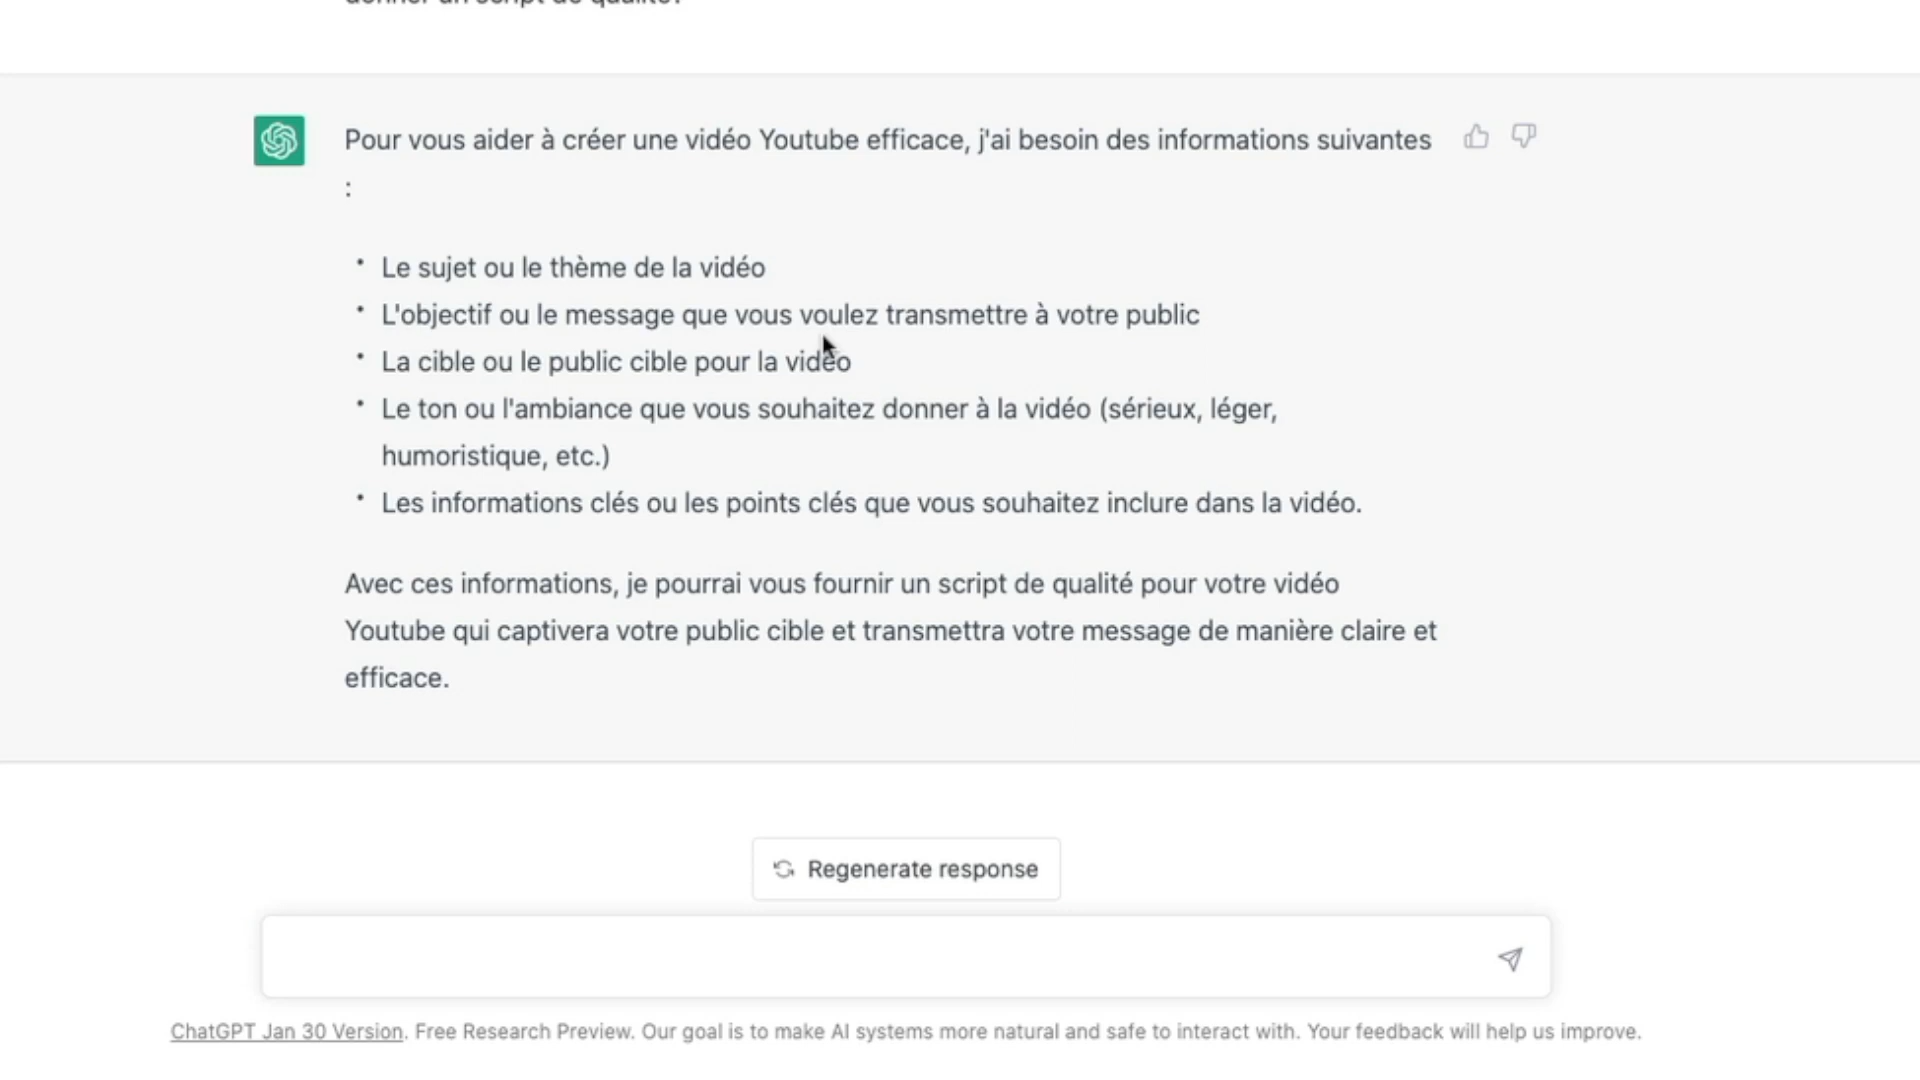 donner un script de qualité?
Pour vous aider à créer une vidéo Youtube efficace, j'ai besoin des informations suivantes
:
• Le sujet ou le thème de la vidéo
• L'objectif ou le message que vous voulez transmettre à votre public
• La cible ou le public cible pour la vidéo
• Le ton ou l'ambiance que vous souhaitez donner à la vidéo (sérieux, léger,
humoristique, etc.)
• Les informations clés ou les points clés que vous souhaitez inclure dans la vidéo.
Avec ces informations, je pourrai vous fournir un script de qualité pour votre vidéo
Youtube qui captivera votre public cible et transmettra votre message de manière claire et
efficace.
Regenerate response
ChatGPT Jan 30 Version. Free Research Preview. Our goal is to make AI systems more natural and safe to interact with. Your feedback will help us improve.